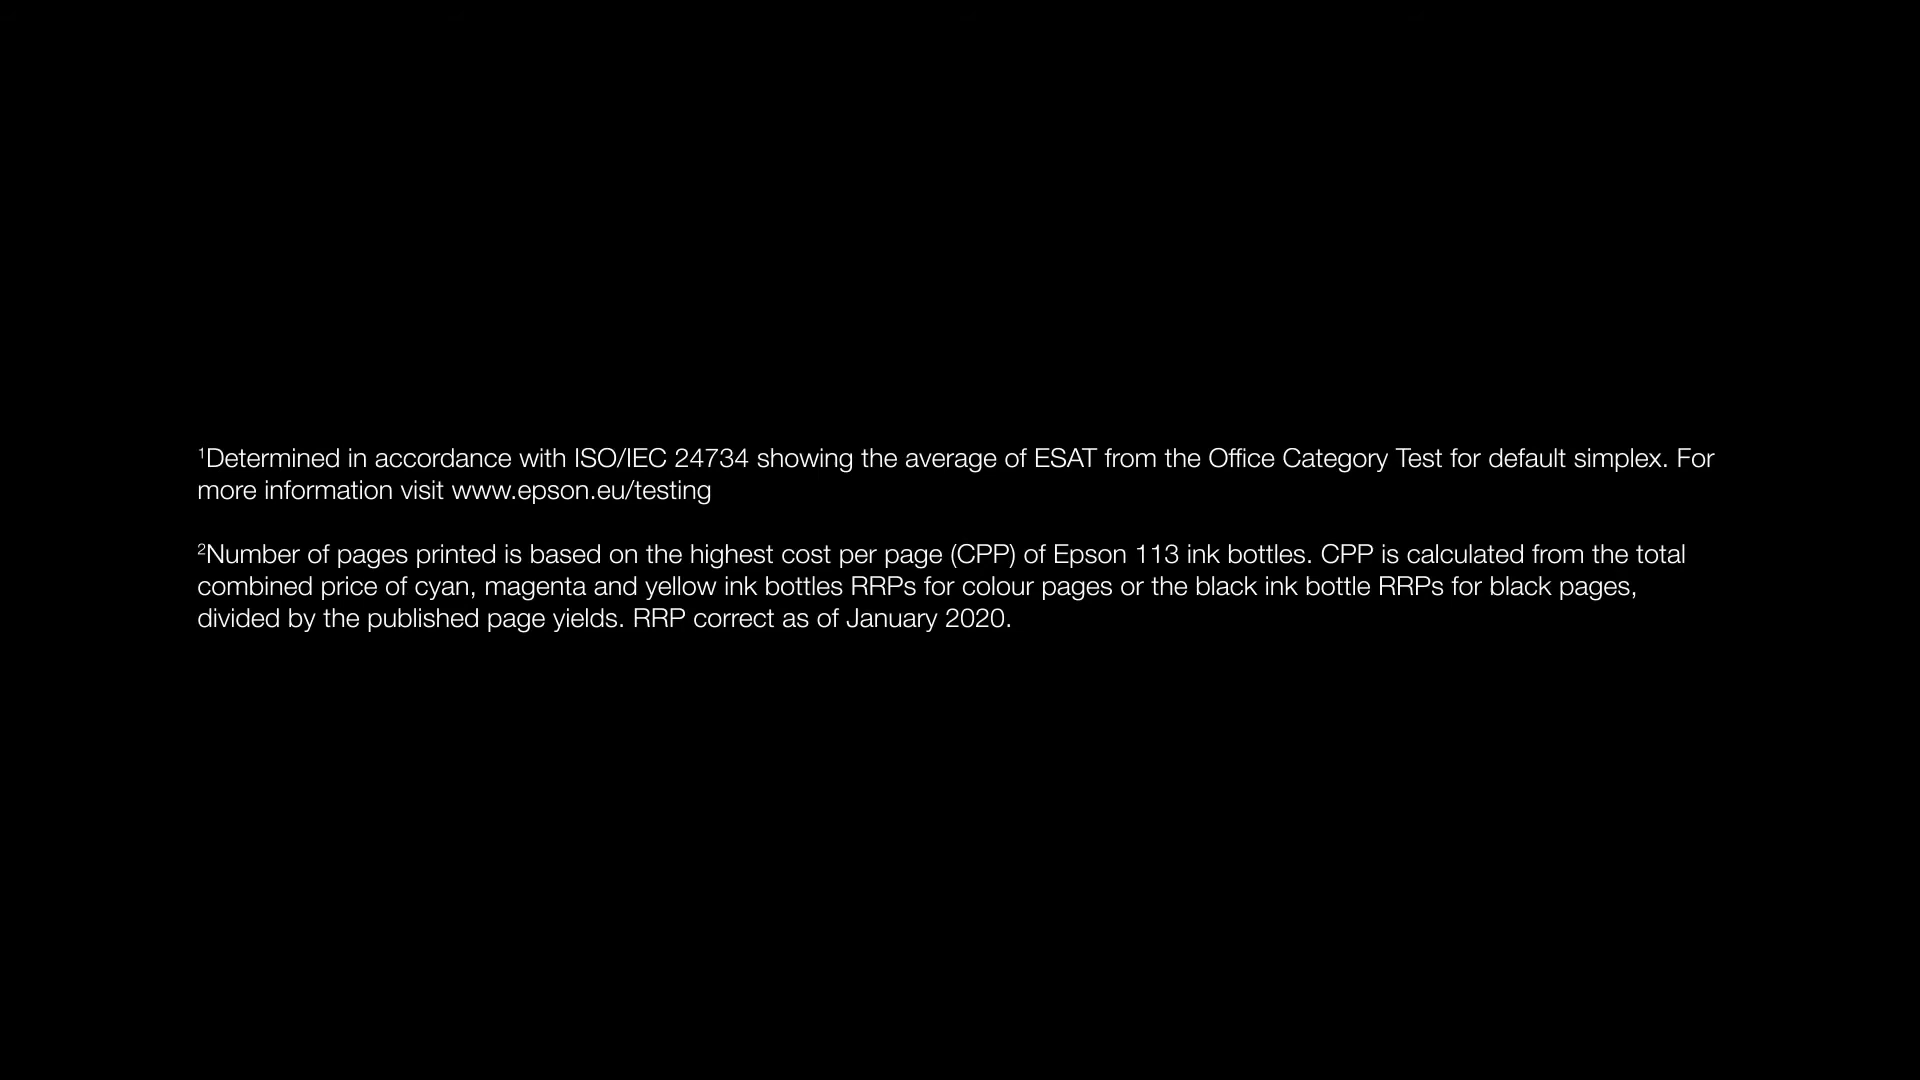 ¹Determined in accordance with ISO/IEC 24734 showing the average of ESAT from the Office Category Test for default simplex. For
more information visit www.epson.eu/testing
²Number of pages printed is based on the highest cost per page (CPP) of Epson 113 ink bottles. CPP is calculated from the total
combined price of cyan, magenta and yellow ink bottles RRPs for colour pages or the black ink bottle RRPs for black pages,
divided by the published page yields. RRP correct as of January 2020.